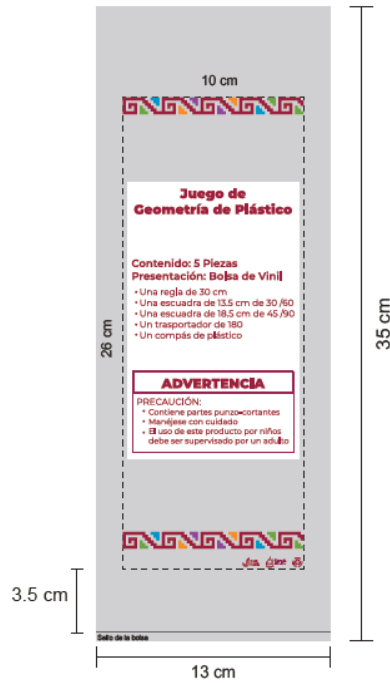 10 cm
Juego de
Geometría de Plástico
Contenido: 5 Piezas
Presentación: Bolsa de Vinil
• Una regla de 30 cm
• Una escuadra de 13.5 cm de 30 /60
• Una escuadra de 18.5 cm de 45 /90
• Un trasportador de 180
• Un compás de plástico
26 cm
35 cm
ADVERTENCIA
PRECAUCIÓN:
• Contiene partes punzo-cortantes
• Manéjese con cuidado
• El uso de este producto por niños
debe ser supervisado por un adulto
3.5 cm
Sello de la bolsa
13 cm